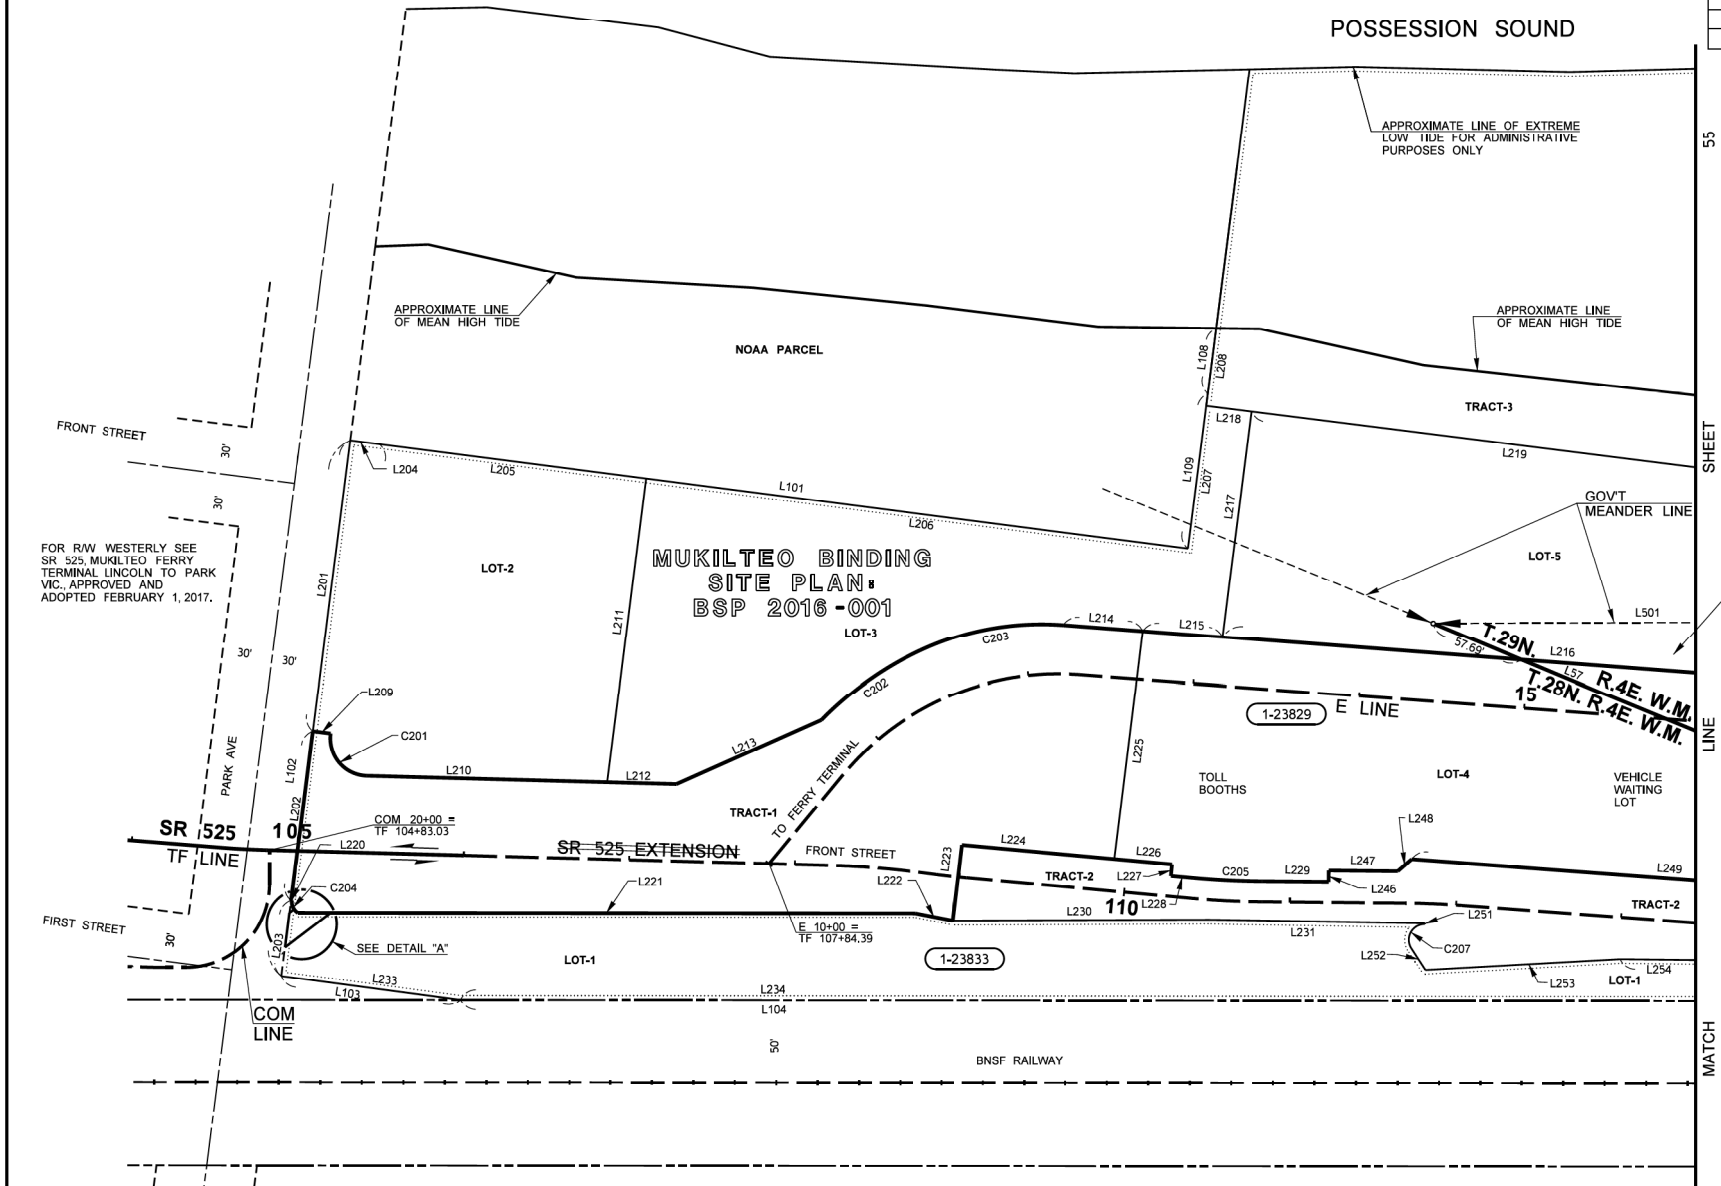 POSSESSION SOUND
APPROXIMATE LINE OF EXTREME
LOW TIDE FOR ADMINISTRATIVE
PURPOSES ONLY
55
APPROXIMATE LINE
OF MEAN HIGH TIDE
APPROXIMATE LINE
OF MEAN HIGH TIDE
NOAA PARCEL
L108
L208
TRACT-3
L218
FRONT STREET
30'
L204
L205
L101
L206
L109
L207
L217
L219
SHEET
30'
GOV'T
MEANDER LINE
FOR R/W WESTERLY SEE
SR 525, MUKILTEO FERRY
TERMINAL LINCOLN TO PARK
VIC., APPROVED AND
ADOPTED FEBRUARY 1, 2017.
L201
LOT-2
MUKILTEO BINDING
SITE PLAN:
BSP 2016-001
LOT-5
L211
LOT-3
C203
L214
L215
L501
30'
30'
57.69'
T.29N.
R.4E. W.M.
L216
L57
T.28N. R.4E. W.M.
15
L209
C202
1-23829
E LINE
C201
L213
L225
LINE
PARK AVE
L102
L210
L212
TO FERRY TERMINAL
TOLL
BOOTHS
LOT-4
VEHICLE
WAITING
LOT
L202
TRACT-1
COM 20+00 =
TF 104+83.03
L248
SR 525
105
TF LINE
L220
SR 525 EXTENSION
FRONT STREET
L223
L224
L226
L247
L249
C204
L221
L222
TRACT-2
L227
C205
L229
L246
110
L228
TRACT-2
FIRST STREET
30'
L230
L231
L251
E 10+00 =
TF 107+84.39
L203
1
SEE DETAIL "A"
LOT-1
1-23833
C207
L252
L254
L253
LOT-1
L233
L103
L234
L104
COM
LINE
50'
BNSF RAILWAY
MATCH